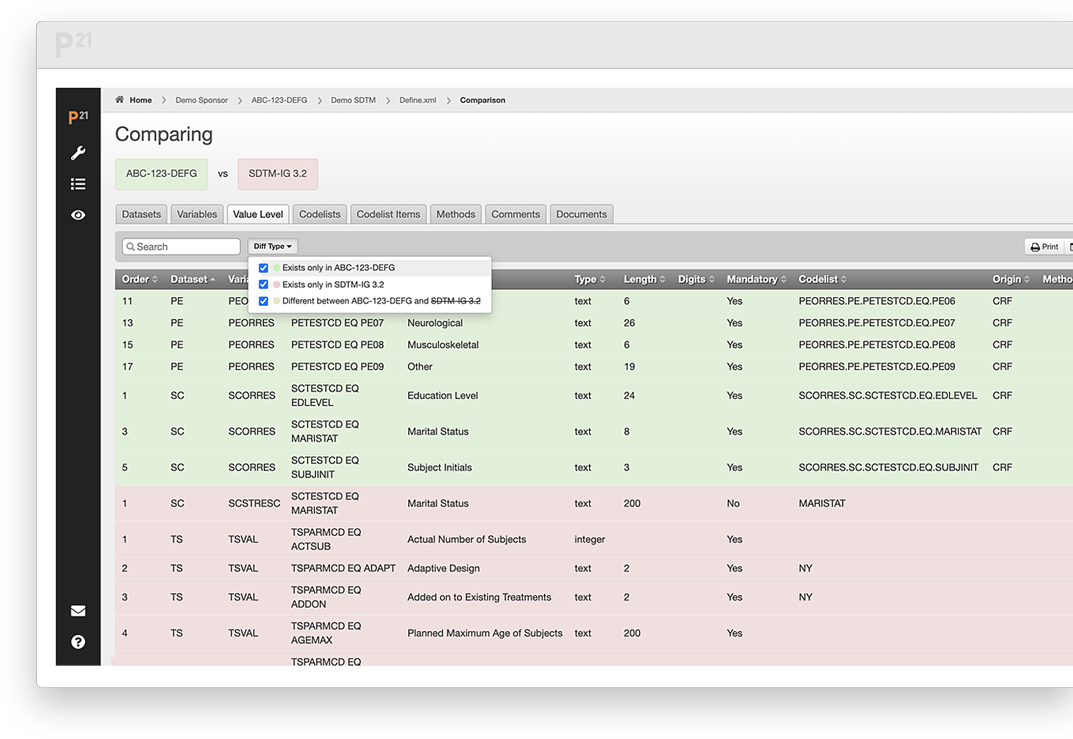 P21
P21
Home > Demo Sponsor > ABC-123-DEFG > Demo SDTM > Define.xml > Comparison
Comparing
ABC-123-DEFG vs SDTM-IG 3.2
Datasets Variables Value Level Codelists Codelist Items Methods Comments Documents
Search Diff Type Print
Exists only in ABC-123-DEFG
Exists only in SDTM-IG 3.2
Different between ABC-123-DEFG and SDTM-IG 3.2
Order Dataset Varia Type Length Digits Mandatory Codelist Origin Metho
11 PE PEO text 6 Yes PEORRES.PE.PETESTCD.EQ.PE06 CRF
13 PE PEORRES PETESTCD EQ PE07 Neurological text 26 Yes PEORRES.PE.PETESTCD.EQ.PE07 CRF
15 PE PEORRES PETESTCD EQ PE08 Musculoskeletal text 6 Yes PEORRES.PE.PETESTCD.EQ.PE08 CRF
17 PE PEORRES PETESTCD EQ PE09 Other text 19 Yes PEORRES.PE.PETESTCD.EQ.PE09 CRF
1 SC SCORRES SCTESTCD EQ EDLEVEL Education Level text 24 Yes SCORRES.SC.SCTESTCD.EQ.EDLEVEL CRF
3 SC SCORRES SCTESTCD EQ MARISTAT Marital Status text 8 Yes SCORRES.SC.SCTESTCD.EQ.MARISTAT CRF
5 SC SCORRES SCTESTCD EQ SUBJINIT Subject Initials text 3 Yes SCORRES.SC.SCTESTCD.EQ.SUBJINIT CRF
1 SC SCSTRESC SCTESTCD EQ MARISTAT Marital Status text 200 No MARISTAT
1 TS TSVAL TSPARMCD EQ ACTSUB Actual Number of Subjects integer Yes
2 TS TSVAL TSPARMCD EQ ADAPT Adaptive Design text 2 Yes NY
3 TS TSVAL TSPARMCD EQ ADDON Added on to Existing Treatments text 2 Yes NY
4 TS TSVAL TSPARMCD EQ AGEMAX Planned Maximum Age of Subjects text 200 Yes
TSPARMCD EQ